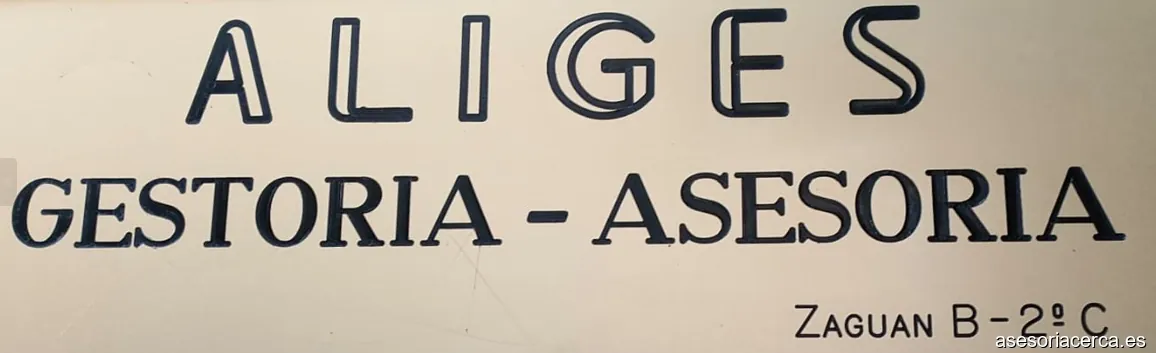 ALIGES
GESTORIA - ASESORIA
ZAGUAN B - 2º C
asesoriacerca.es